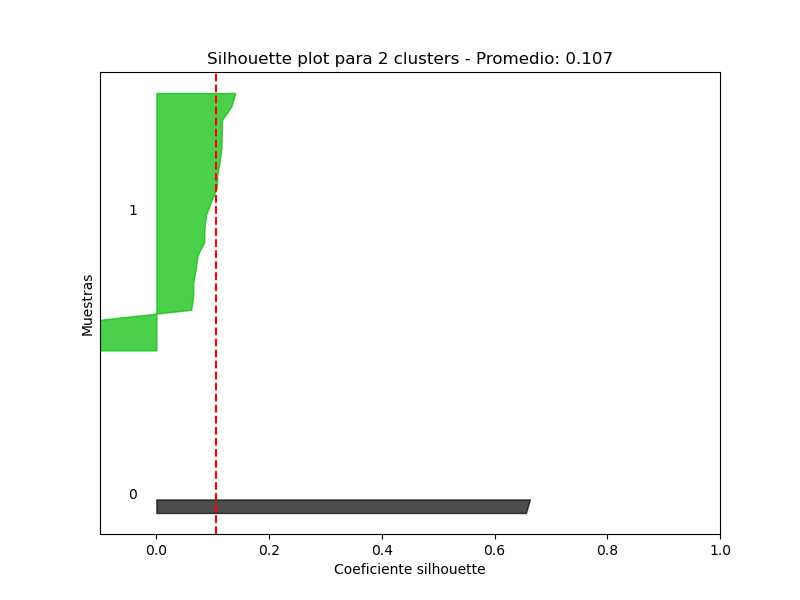 Silhouette plot para 2 clusters - Promedio: 0.107
1
Muestras
0
0.0 0.2 0.4 0.6 0.8 1.0
Coeficiente silhouette